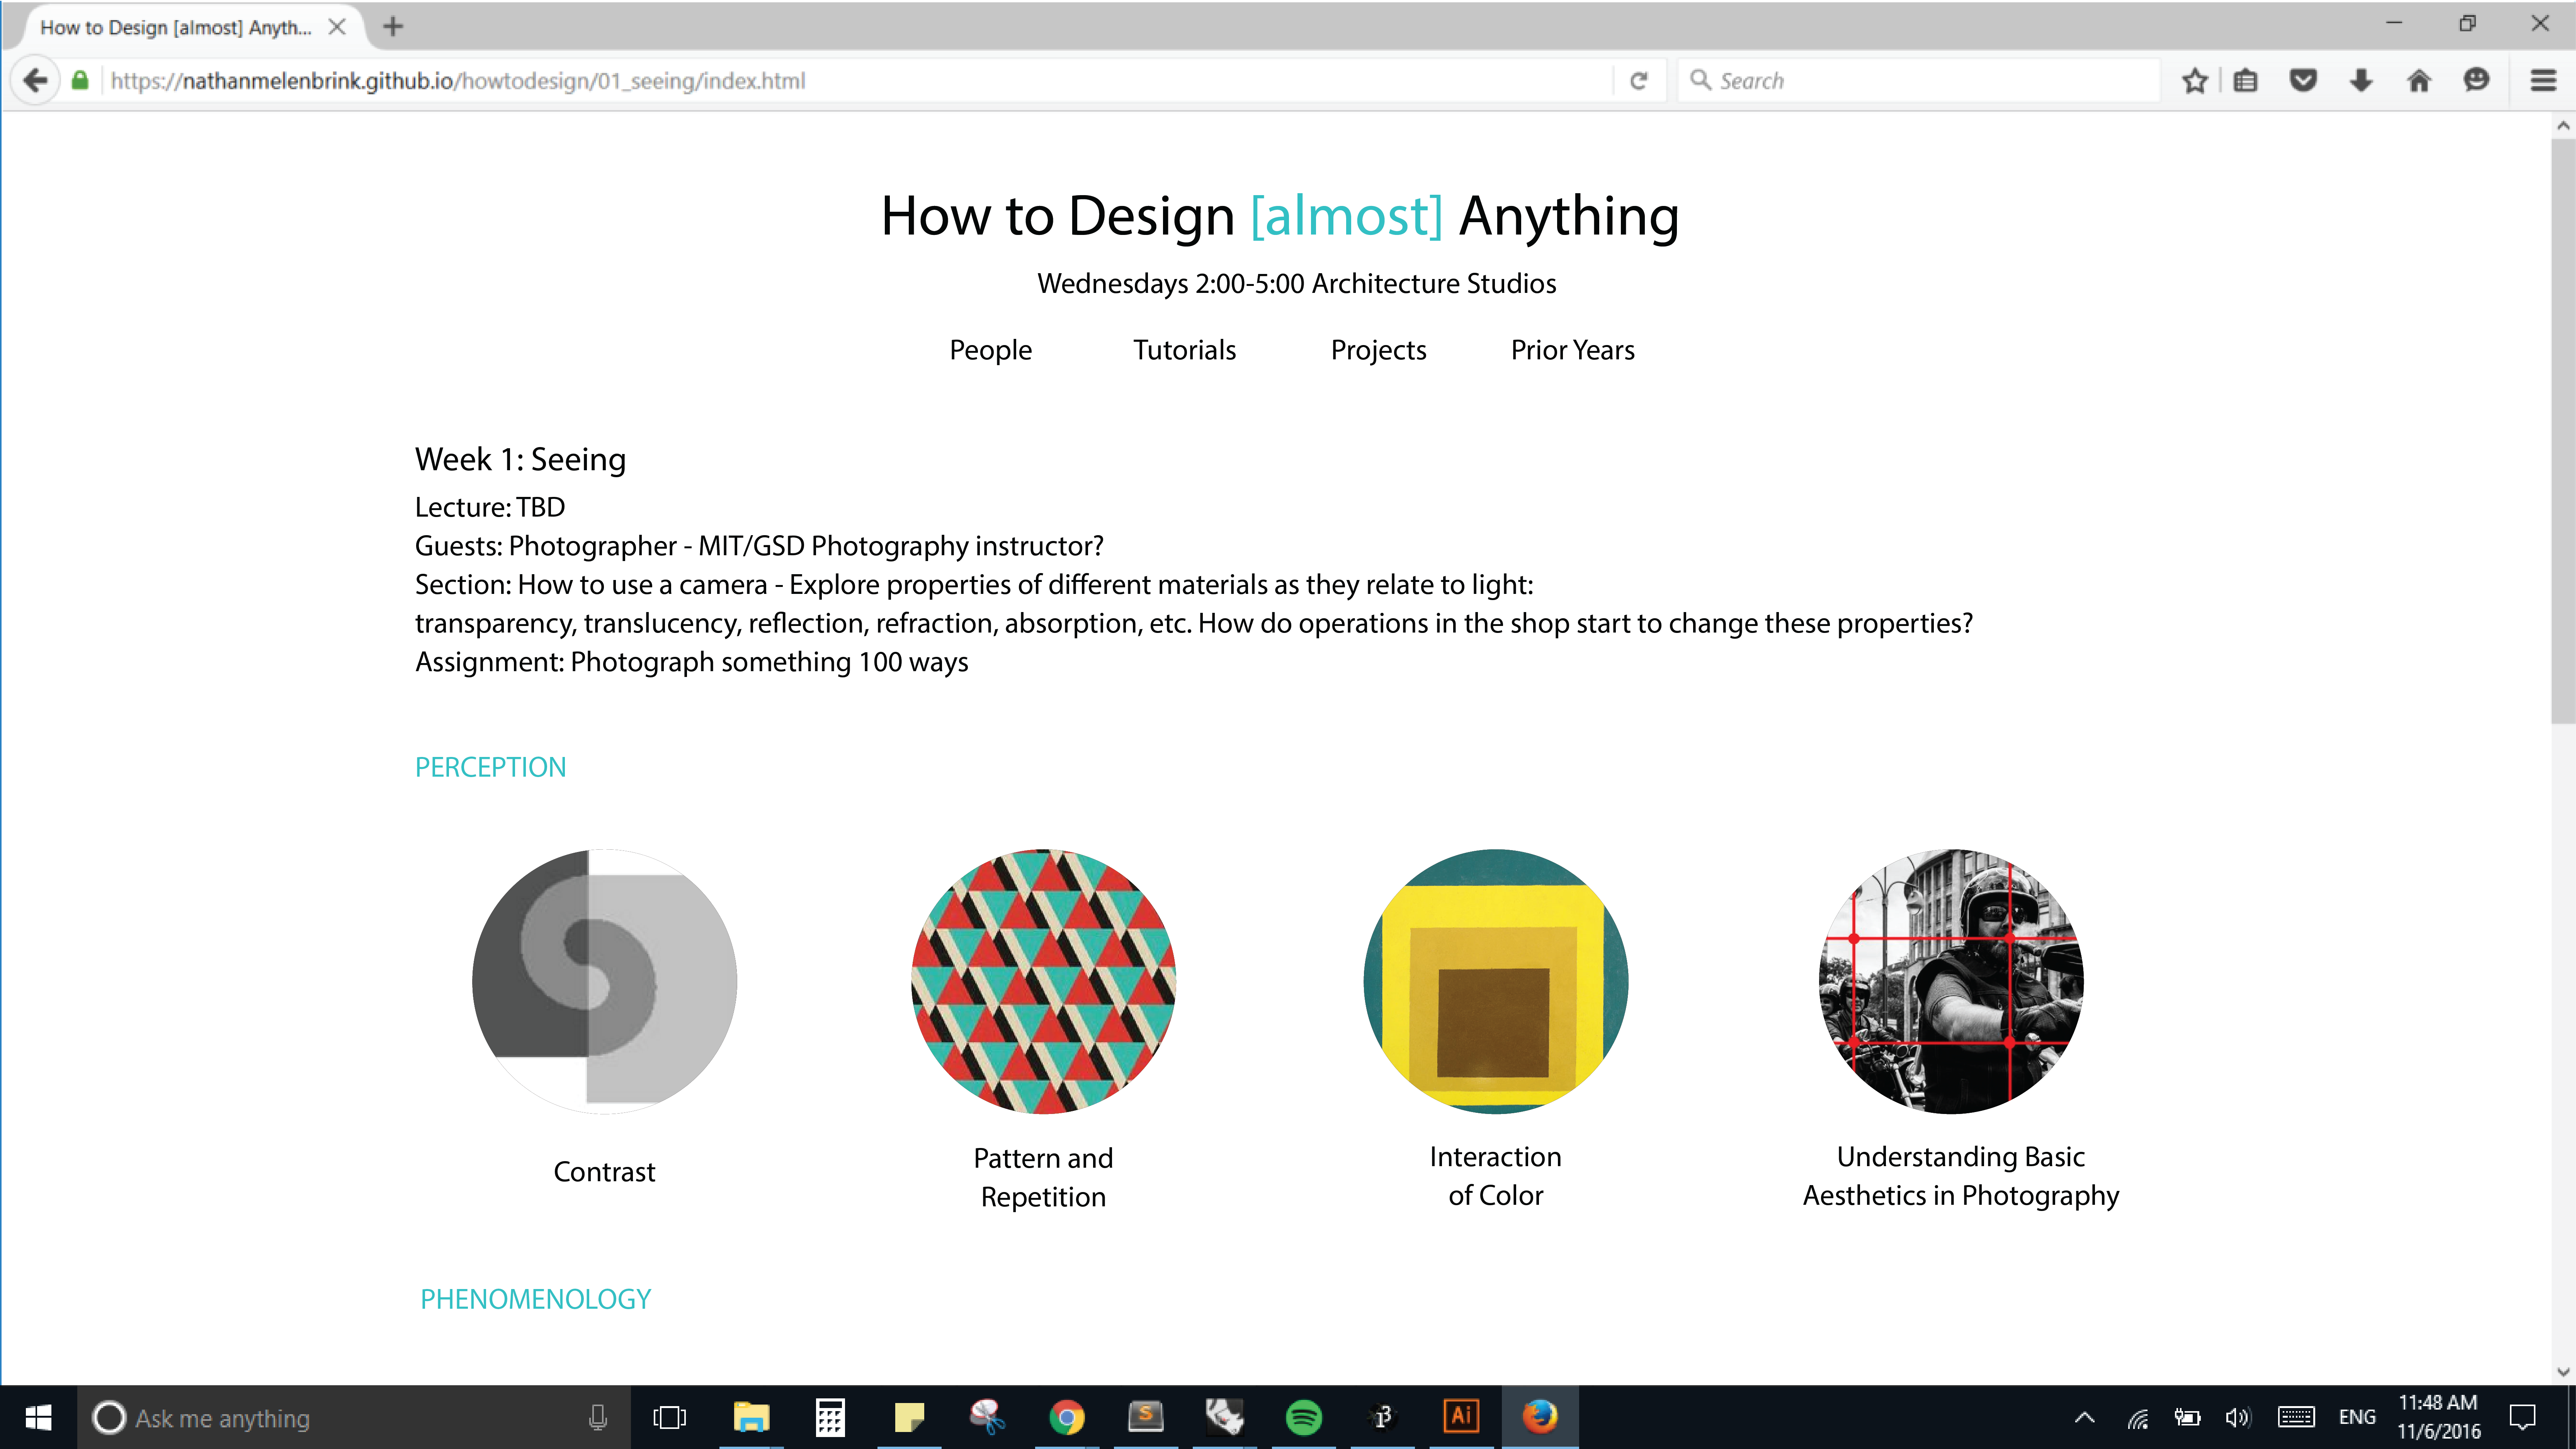 How to Design [almost] Anyth...
https://nathanmelenbrink.github.io/howtodesign/01_seeing/index.html
Search
How to Design [almost] Anything
Wednesdays 2:00-5:00 Architecture Studios
People Tutorials Projects Prior Years
Week 1: Seeing
Lecture: TBD
Guests: Photographer - MIT/GSD Photography instructor?
Section: How to use a camera - Explore properties of different materials as they relate to light:
transparency, translucency, reflection, refraction, absorption, etc. How do operations in the shop start to change these properties?
Assignment: Photograph something 100 ways
PERCEPTION
Contrast
Pattern and
Repetition
Interaction
of Color
Understanding Basic
Aesthetics in Photography
PHENOMENOLOGY
Ask me anything
S
i3
Ai
ENG
11:48 AM
11/6/2016